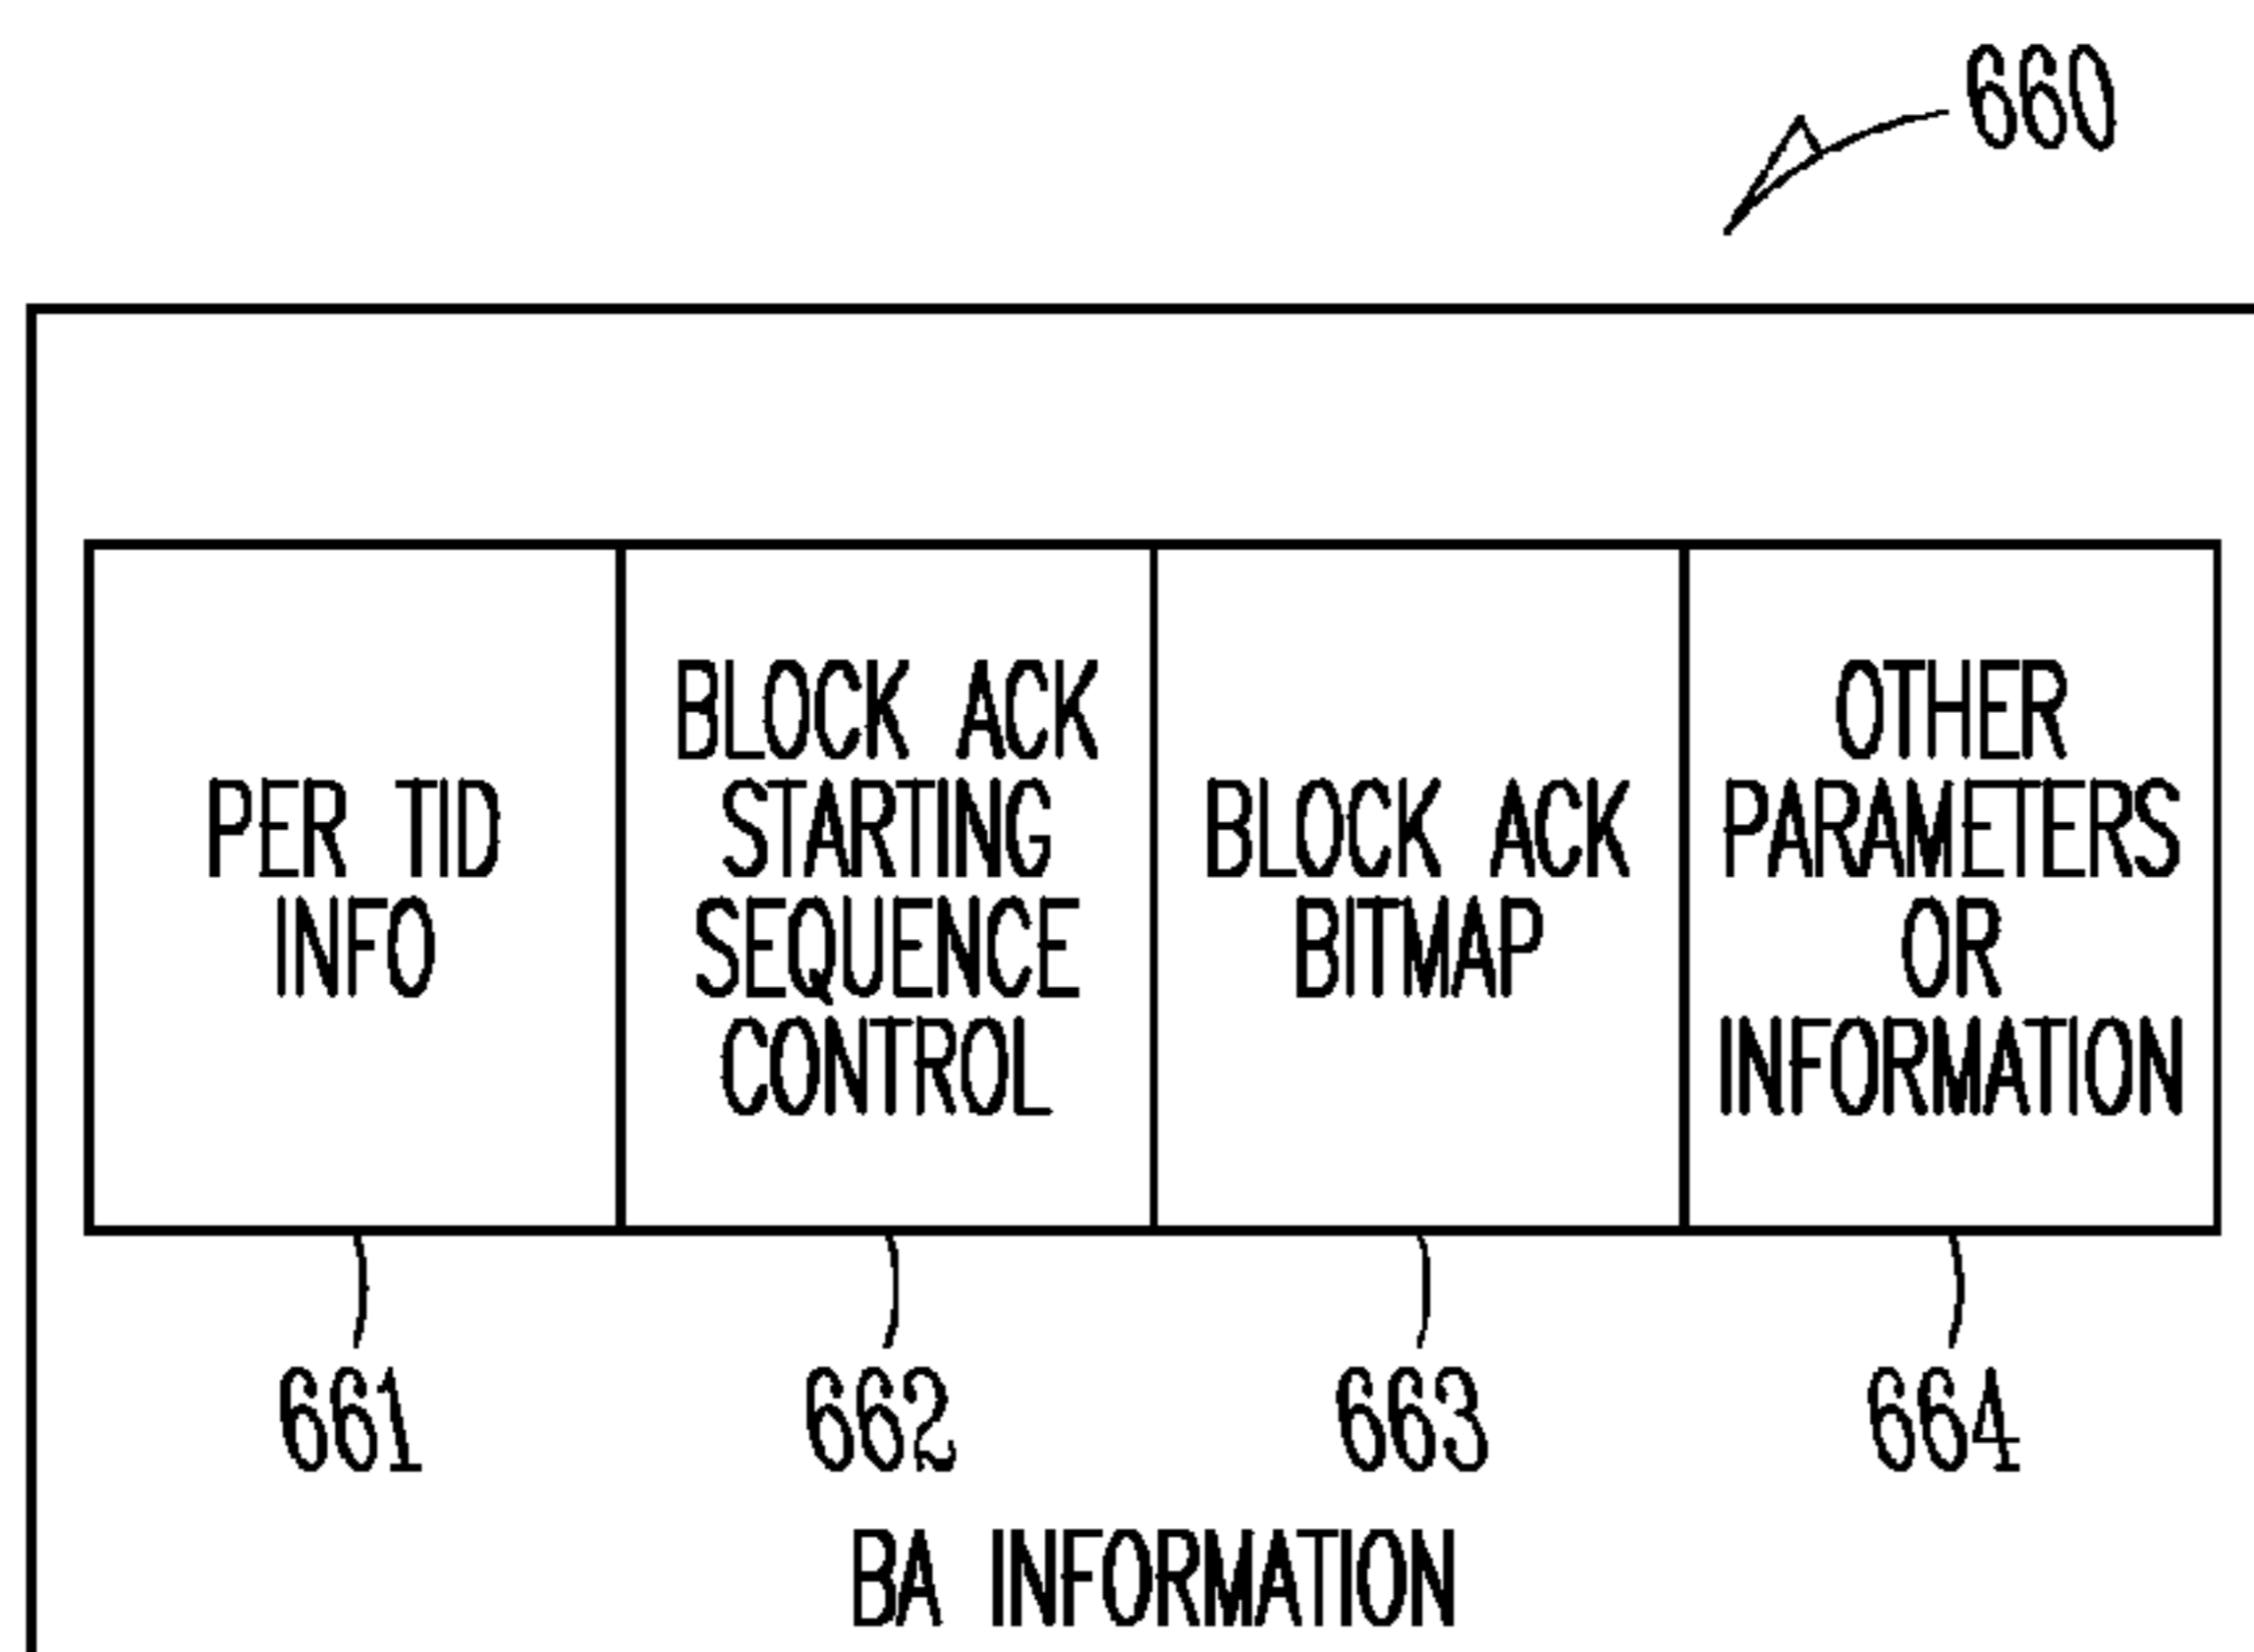 660
PER TID
INFO
BLOCK ACK
STARTING
SEQUENCE
CONTROL
BLOCK ACK
BITMAP
OTHER
PARAMETERS
OR
INFORMATION
661
662
663
664
BA INFORMATION